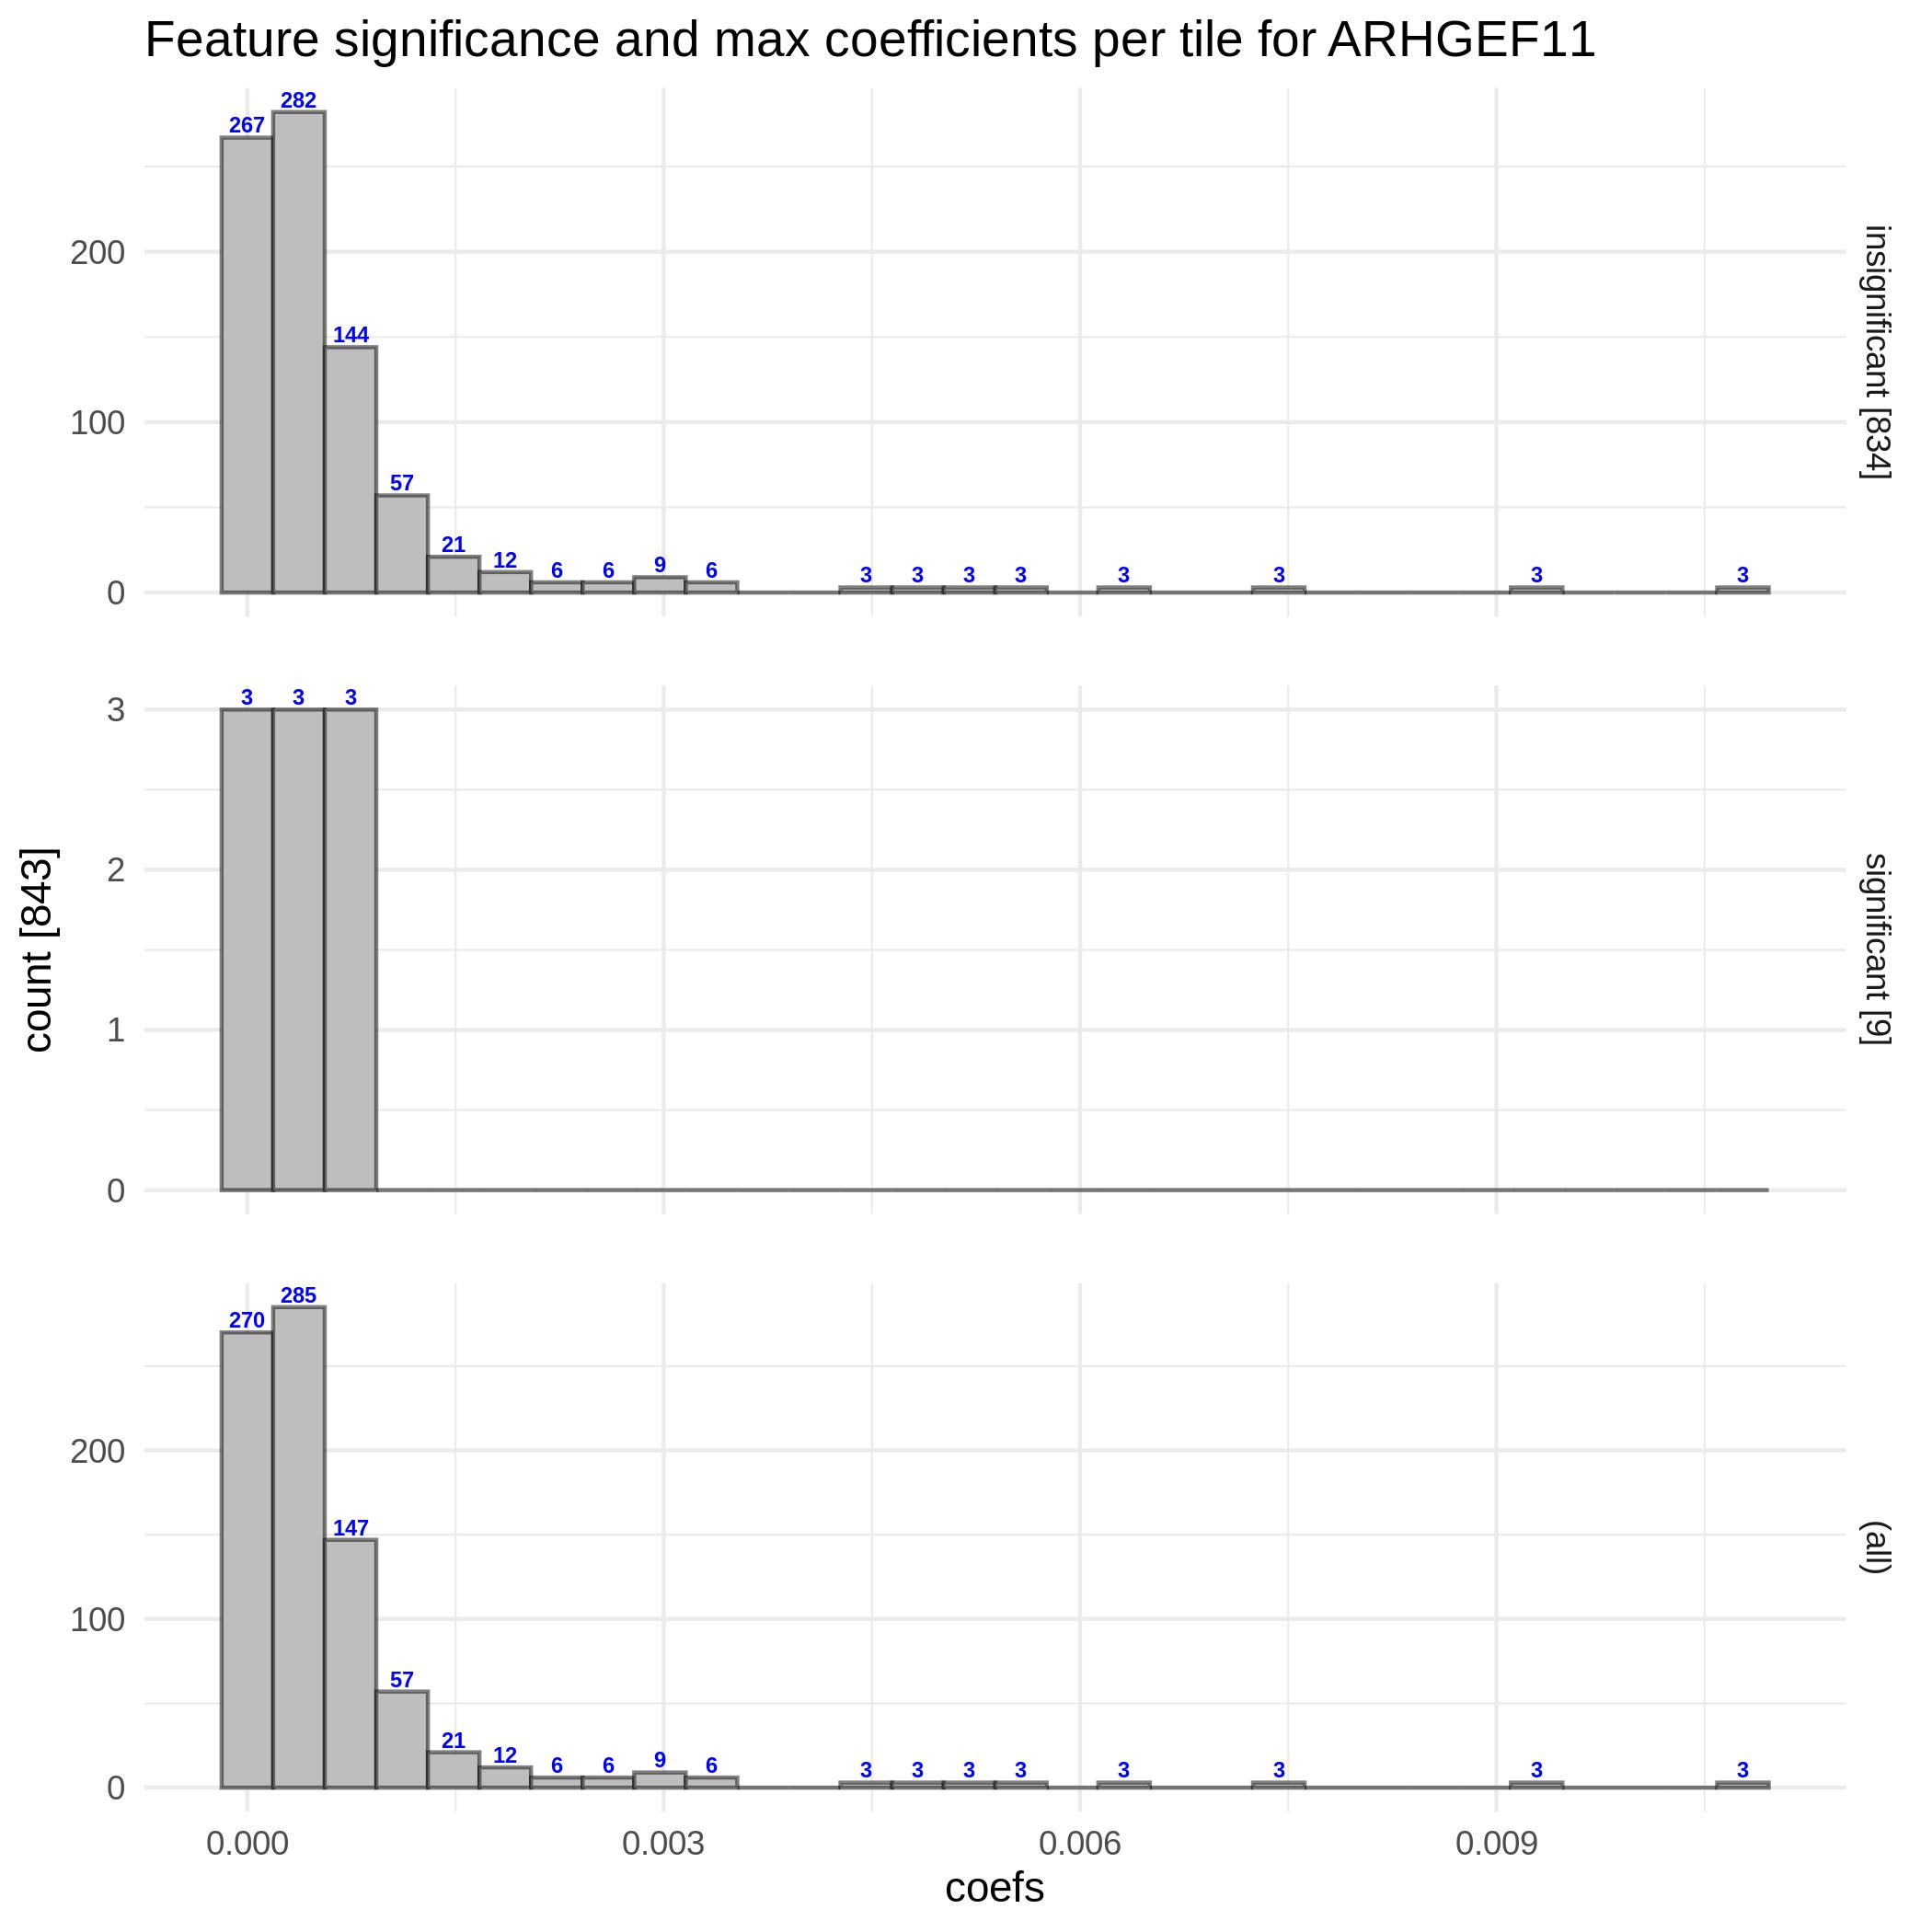 Feature significance and max coefficients per tile for ARHGEF11
267 282 144 57 21 12 6 6 9 6 3 3 3 3 3 3 3 3
200
100
0
insignificant [834]
3 3 3
3
2
1
0
significant [9]
count [843]
270 285 147 57 21 12 6 6 9 6 3 3 3 3 3 3 3 3
200
100
0
(all)
0.000 0.003 0.006 0.009
coefs